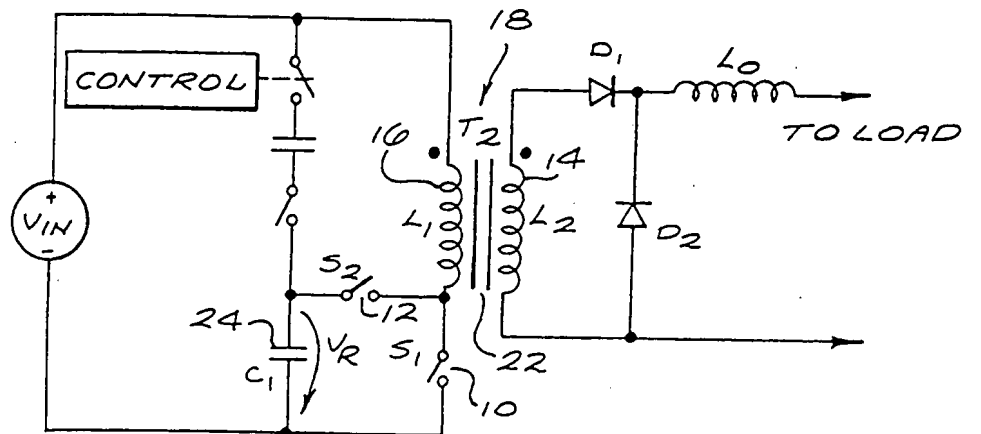 18
D1
L0
CONTROL
TO LOAD
16
T2
14
+
VIN
-
L1
L2
D2
S2
12
24
VR
S1
C1
22
10